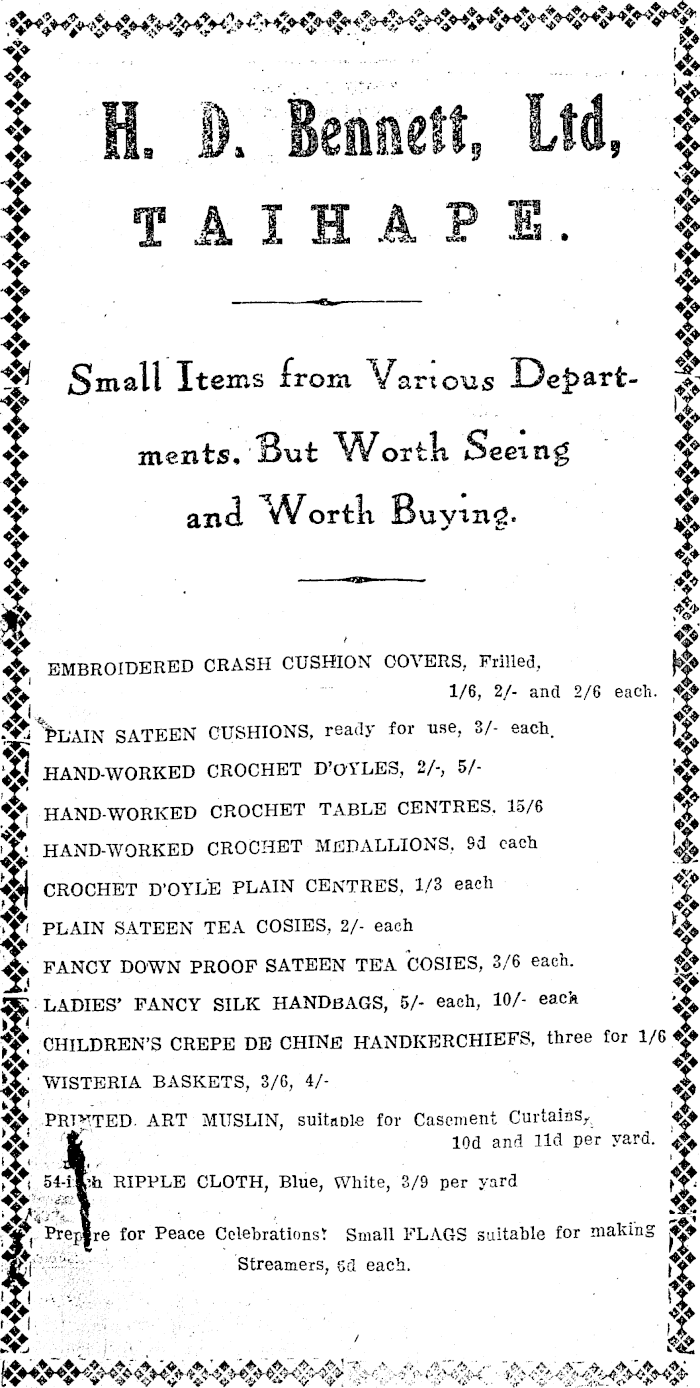 H. D. Bennett, Ltd,
TAIHAPE.
Small Items from Various Depart-
ments. But Worth Seeing
and Worth Buying.
EMBROIDERED CRASH CUSHION COVERS, Frilled,
1/6, 2/- and 2/6 each.
PLAIN SATEEN CUSHIONS, ready for use, 3/- each.
HAND-WORKED CROCHET D'OYLES, 2/-, 5/-
HAND-WORKED CROCHET TABLE CENTRES. 15/6
HAND-WORKED CROCHET MEDALLIONS, 9d each
CROCHET D'OYLE PLAIN CENTRES, 1/3 each
PLAIN SATEEN TEA COSIES, 2/- each
FANCY DOWN PROOF SATEEN TEA COSIES, 3/6 each.
LADIES' FANCY SILK HANDBAGS, 5/- each, 10/- each
CHILDREN'S CREPE DE CHINE HANDKERCHIEFS, three for 1/6
WISTERIA BASKETS, 3/6, 4/-
PRINTED ART MUSLIN, suitable for Casement Curtains,
10d and 11d per yard.
54-inch RIPPLE CLOTH, Blue, White, 3/9 per yard
Prepare for Peace Celebrations! Small FLAGS suitable for making
Streamers, 6d each.